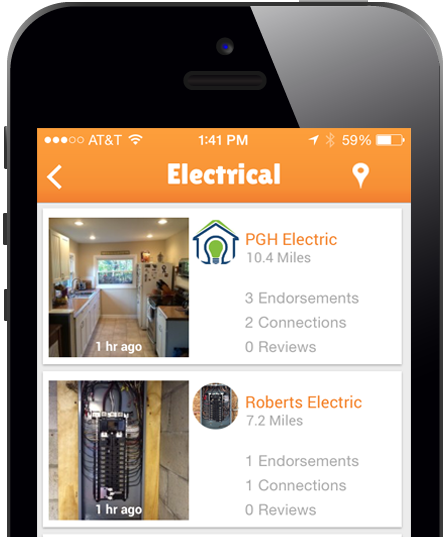 AT&T 1:41 PM 59%
Electrical
PGH Electric
10.4 Miles
3 Endorsements
2 Connections
0 Reviews
1 hr ago
Roberts Electric
7.2 Miles
1 Endorsements
1 Connections
0 Reviews
1 hr ago